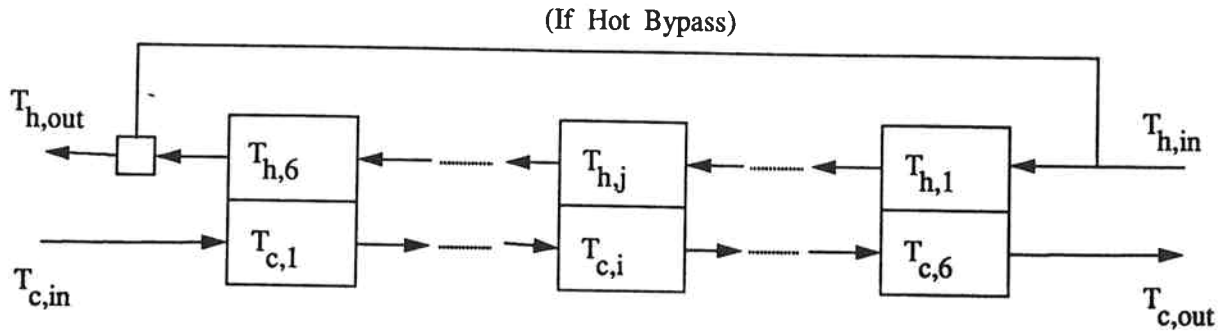 (If Hot Bypass)
T_h,out
T_h,in
T_h,6
T_h,j
T_h,1
T_c,1
T_c,i
T_c,6
T_c,in
T_c,out